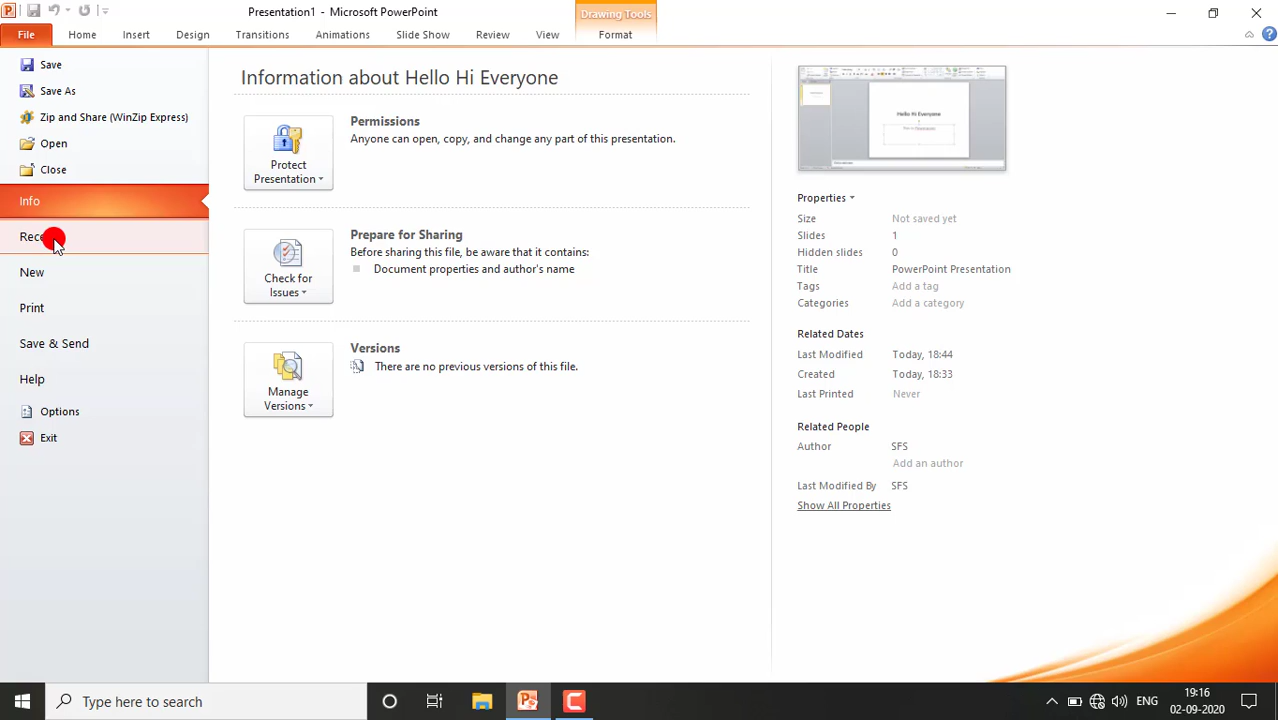 Presentation1 - Microsoft PowerPoint
Drawing Tools
File
Home
Insert
Design
Transitions
Animations
Slide Show
Review
View
Format
Save
Save As
Zip and Share (WinZip Express)
Open
Close
Info
New
Print
Save & Send
Help
Options
Exit
Information about Hello Hi Everyone
Permissions
Anyone can open, copy, and change any part of this presentation.
Protect
Presentation
Prepare for Sharing
Before sharing this file, be aware that it contains:
Document properties and author's name
Check for
Issues
Versions
There are no previous versions of this file.
Manage
Versions
Hello Hi Everyone
Properties
Size Not saved yet
Slides 1
Hidden slides 0
Title PowerPoint Presentation
Tags Add a tag
Categories Add a category
Related Dates
Last Modified Today, 18:44
Created Today, 18:33
Last Printed Never
Related People
Author SFS
Add an author
Last Modified By SFS
Show All Properties
Type here to search
ENG
19:16
02-09-2020